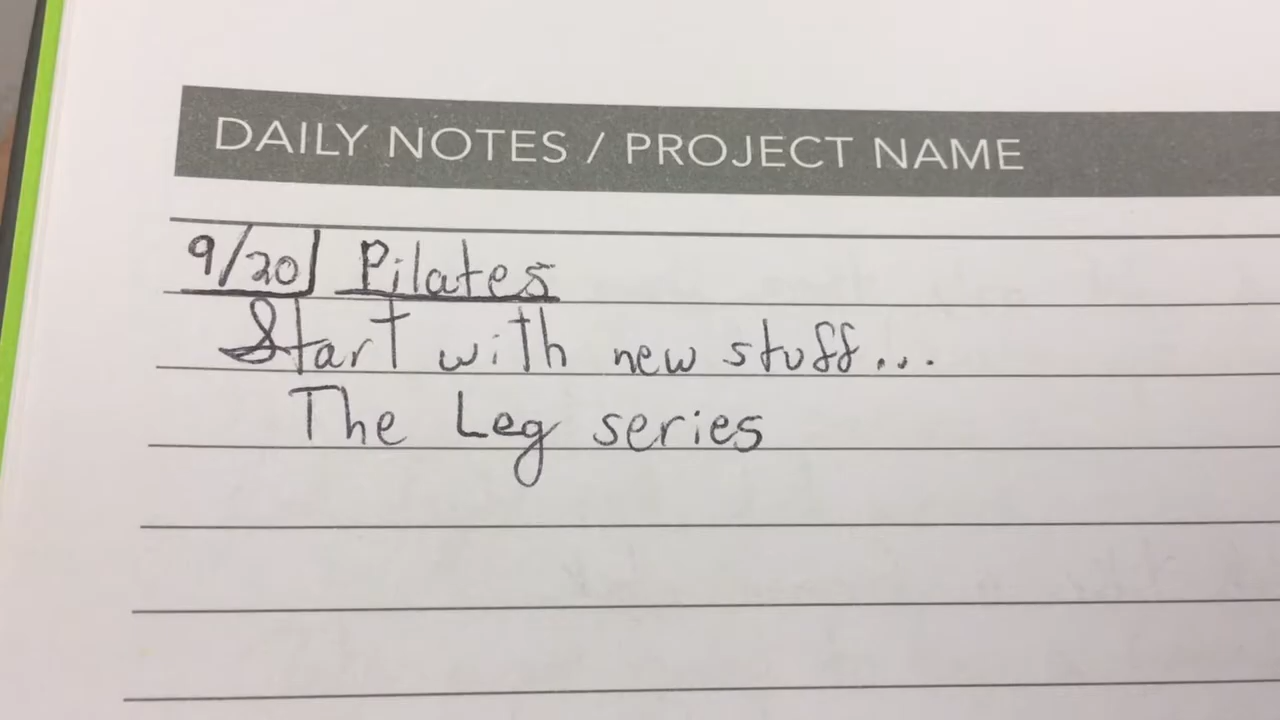 DAILY NOTES / PROJECT NAME
9/20 Pilates
Start with new stuff...
The Leg series